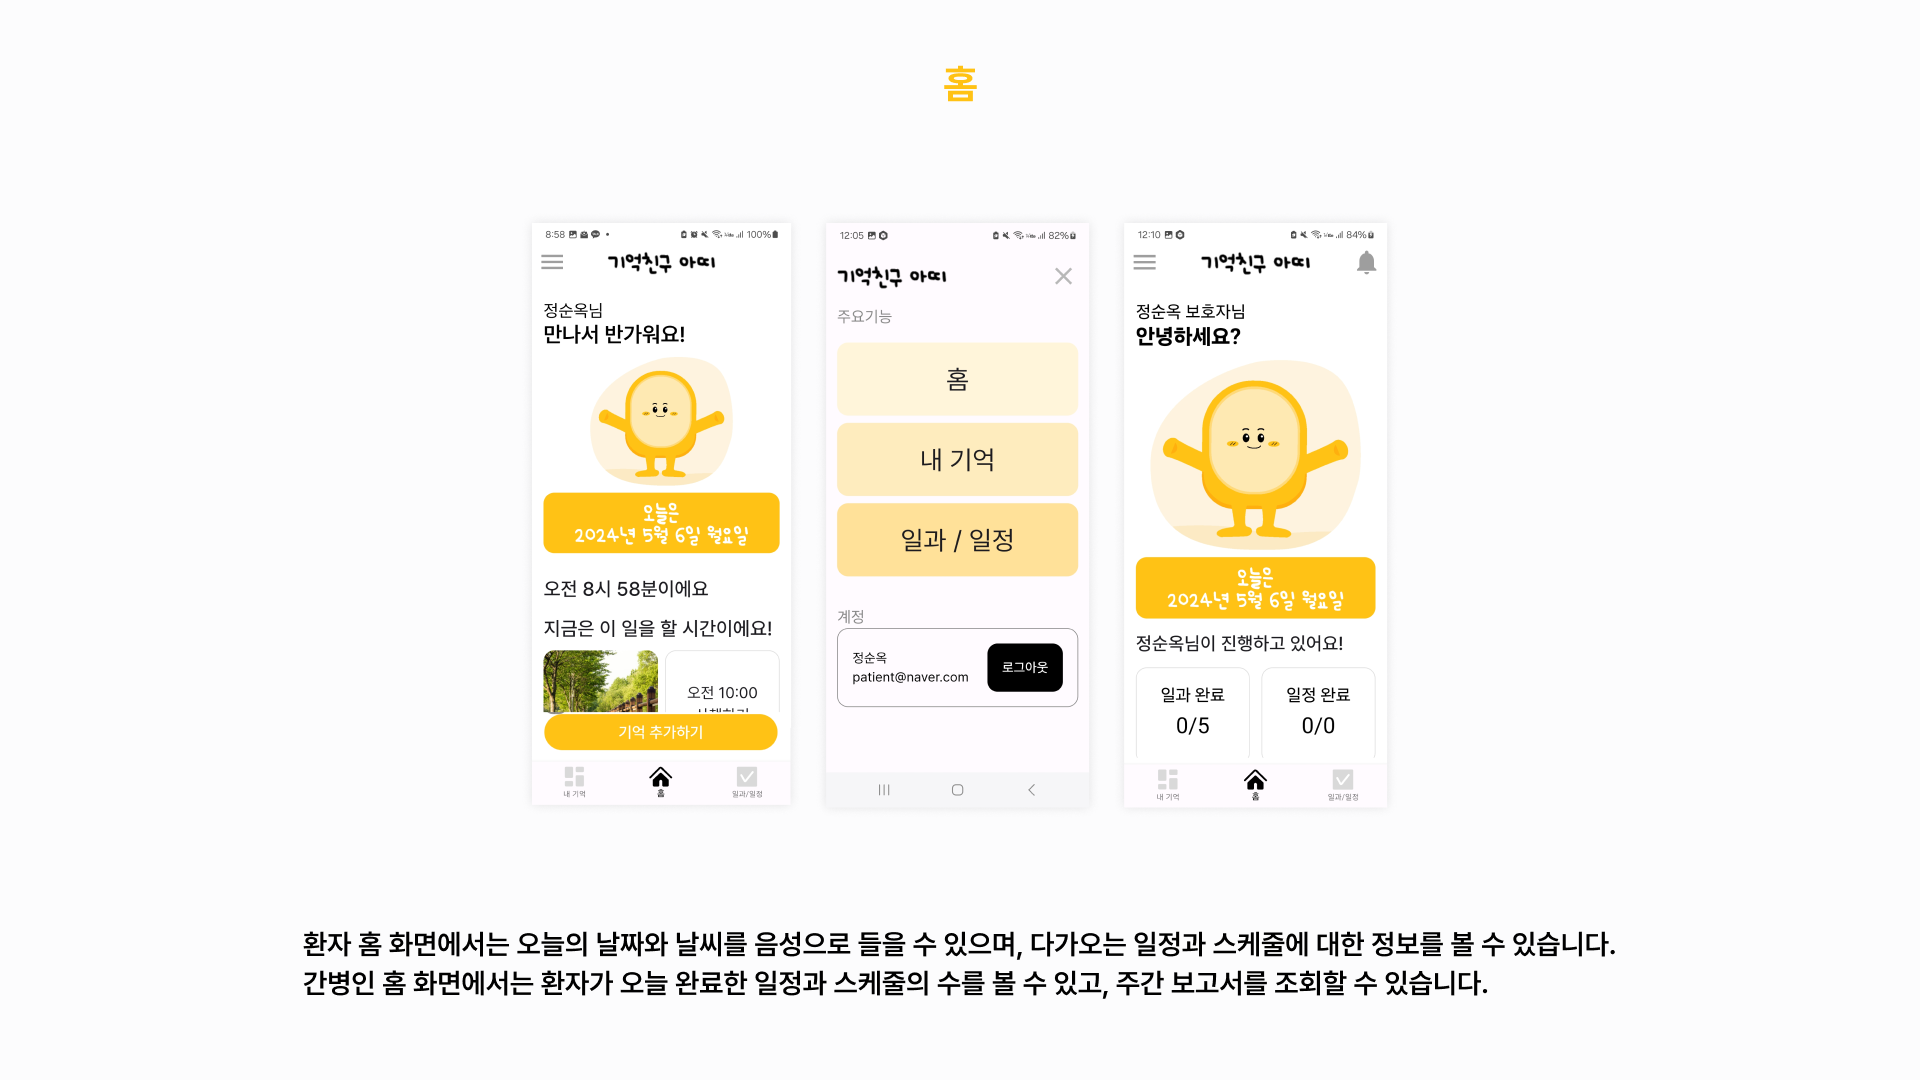 홈
8:58
100%
기억친구 아띠
정순옥님
만나서 반가워요!
오늘은
2024년 5월 6일 월요일
오전 8시 58분이에요
지금은 이 일을 할 시간이에요!
오전 10:00
기억 추가하기
내 기억
홈
일과/일정
12:05
82%
기억친구 아띠
주요기능
홈
내 기억
일과 / 일정
계정
정순옥
patient@naver.com
로그아웃
12:10
84%
기억친구 아띠
정순옥 보호자님
안녕하세요?
오늘은
2024년 5월 6일 월요일
정순옥님이 진행하고 있어요!
일과 완료
0/5
일정 완료
0/0
내 기억
홈
일과/일정
환자 홈 화면에서는 오늘의 날짜와 날씨를 음성으로 들을 수 있으며, 다가오는 일정과 스케줄에 대한 정보를 볼 수 있습니다.
간병인 홈 화면에서는 환자가 오늘 완료한 일정과 스케줄의 수를 볼 수 있고, 주간 보고서를 조회할 수 있습니다.